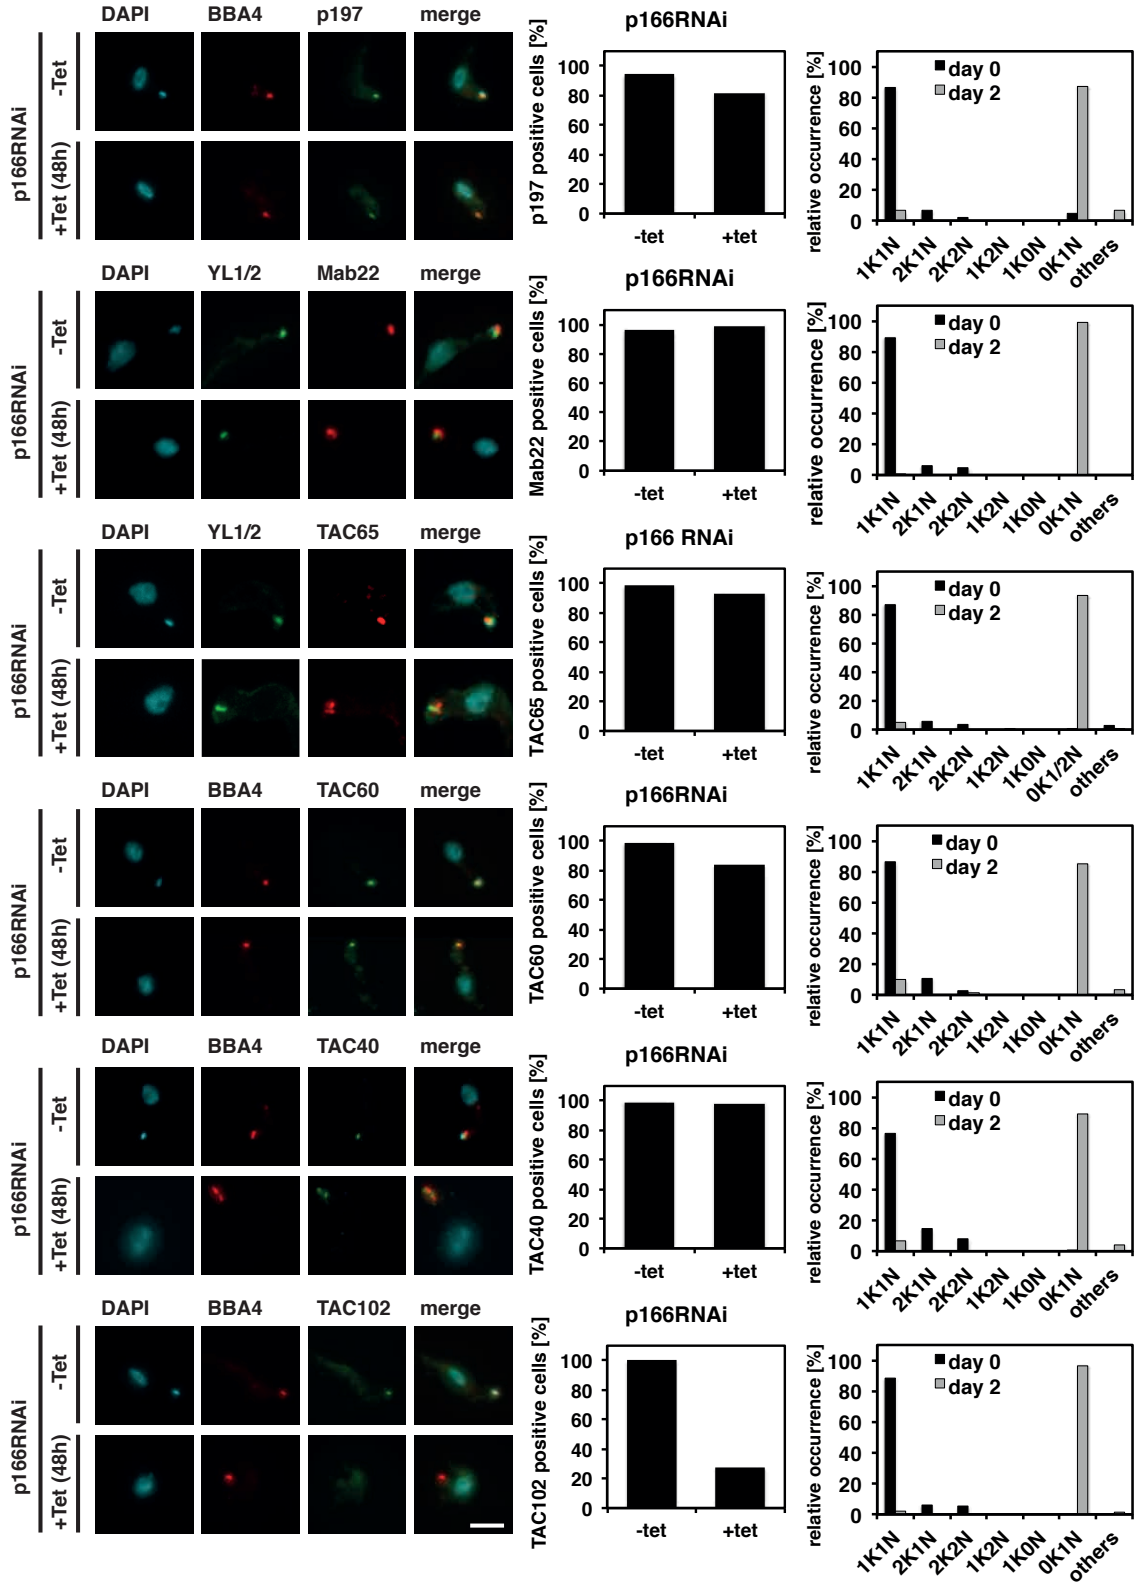 DAPI BBA4 p197 merge
p166RNAi
-Tet
+Tet (48h)
p166RNAi
p197 positive cells [%]
100
80
60
40
20
0
-tet +tet
relative occurrence [%]
100
80
60
40
20
0
day 0
day 2
1K1N 2K1N 2K2N 1K2N 1K0N 0K1N others
DAPI YL1/2 Mab22 merge
p166RNAi
-Tet
+Tet (48h)
p166RNAi
Mab22 positive cells [%]
100
80
60
40
20
0
-tet +tet
relative occurrence [%]
100
80
60
40
20
0
day 0
day 2
1K1N 2K1N 2K2N 1K2N 1K0N 0K1N others
DAPI YL1/2 TAC65 merge
p166RNAi
-Tet
+Tet (48h)
p166 RNAi
TAC65 positive cells [%]
100
80
60
40
20
0
-tet +tet
relative occurrence [%]
100
80
60
40
20
0
day 0
day 2
1K1N 2K1N 2K2N 1K2N 1K0N 0K1/2N others
DAPI BBA4 TAC60 merge
p166RNAi
-Tet
+Tet (48h)
p166RNAi
TAC60 positive cells [%]
100
80
60
40
20
0
-tet +tet
relative occurrence [%]
100
80
60
40
20
0
day 0
day 2
1K1N 2K1N 2K2N 1K2N 1K0N 0K1N others
DAPI BBA4 TAC40 merge
p166RNAi
-Tet
+Tet (48h)
p166RNAi
TAC40 positive cells [%]
100
80
60
40
20
0
-tet +tet
relative occurrence [%]
100
80
60
40
20
0
day 0
day 2
1K1N 2K1N 2K2N 1K2N 1K0N 0K1N others
DAPI BBA4 TAC102 merge
p166RNAi
-Tet
+Tet (48h)
p166RNAi
TAC102 positive cells [%]
100
80
60
40
20
0
-tet +tet
relative occurrence [%]
100
80
60
40
20
0
day 0
day 2
1K1N 2K1N 2K2N 1K2N 1K0N 0K1N others